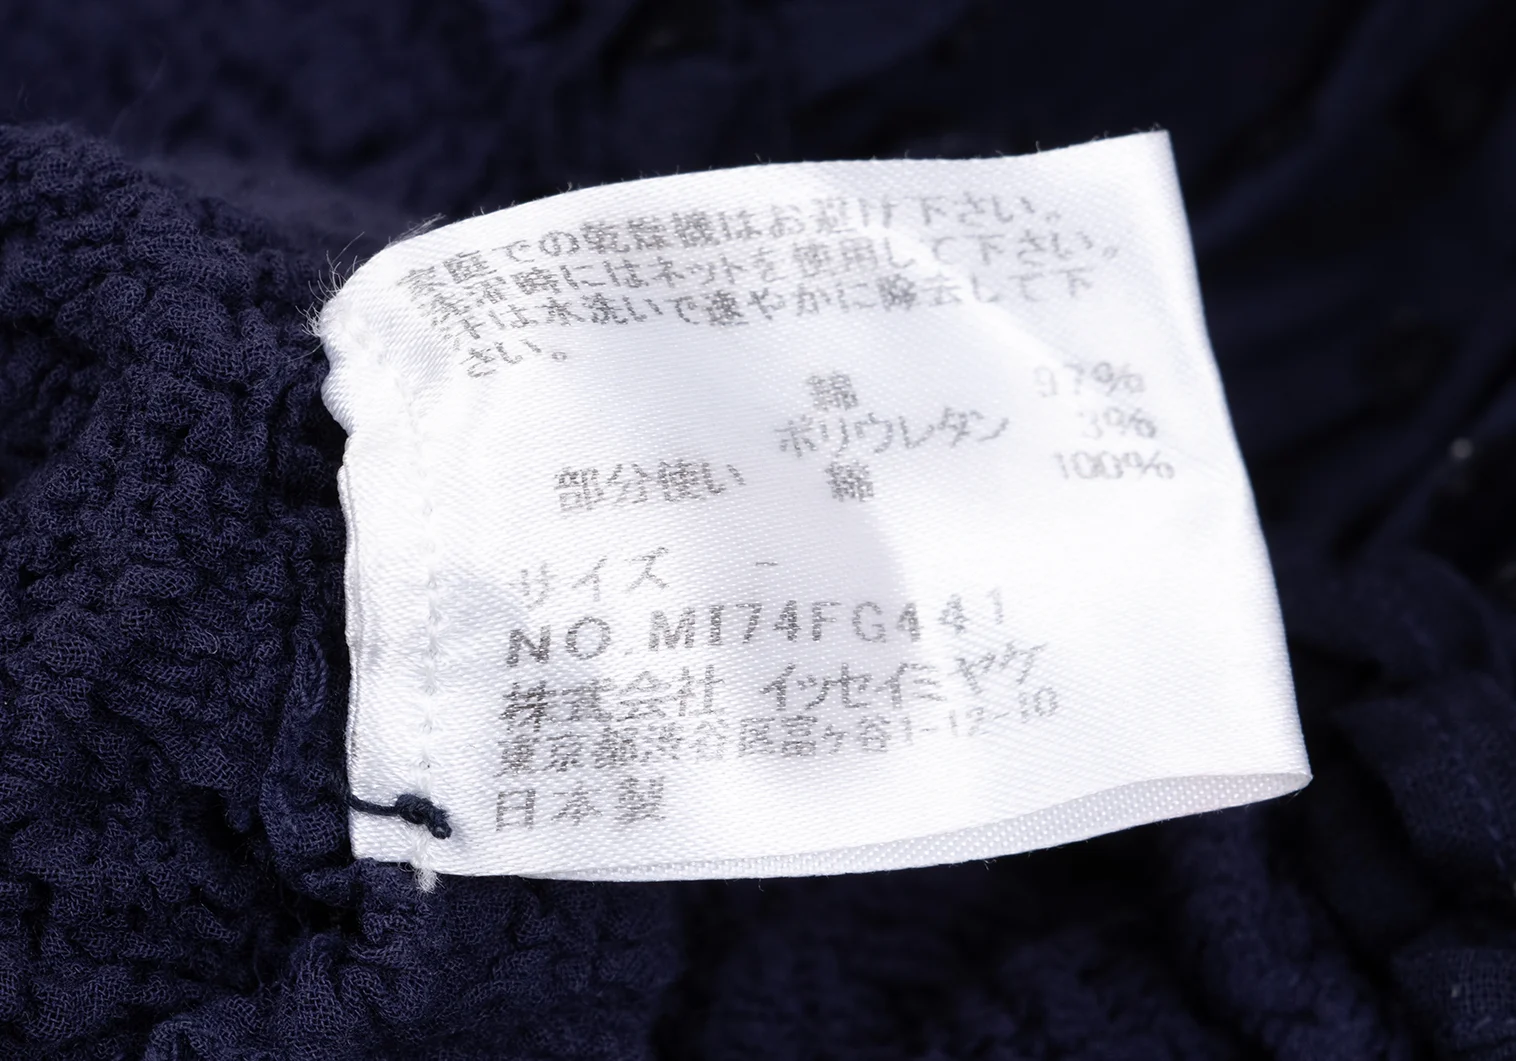 家庭での乾燥機はお避け下さい。
洗濯時にはネットを使用して下さい。
汗は水洗いで速やかに除去して下
さい。
綿 97%
ポリウレタン 3%
部分使い 綿 100%
サイズ -
NO.MI74FG441
株式会社 イッセイミヤケ
東京都渋谷区富ヶ谷1-12-10
日本製